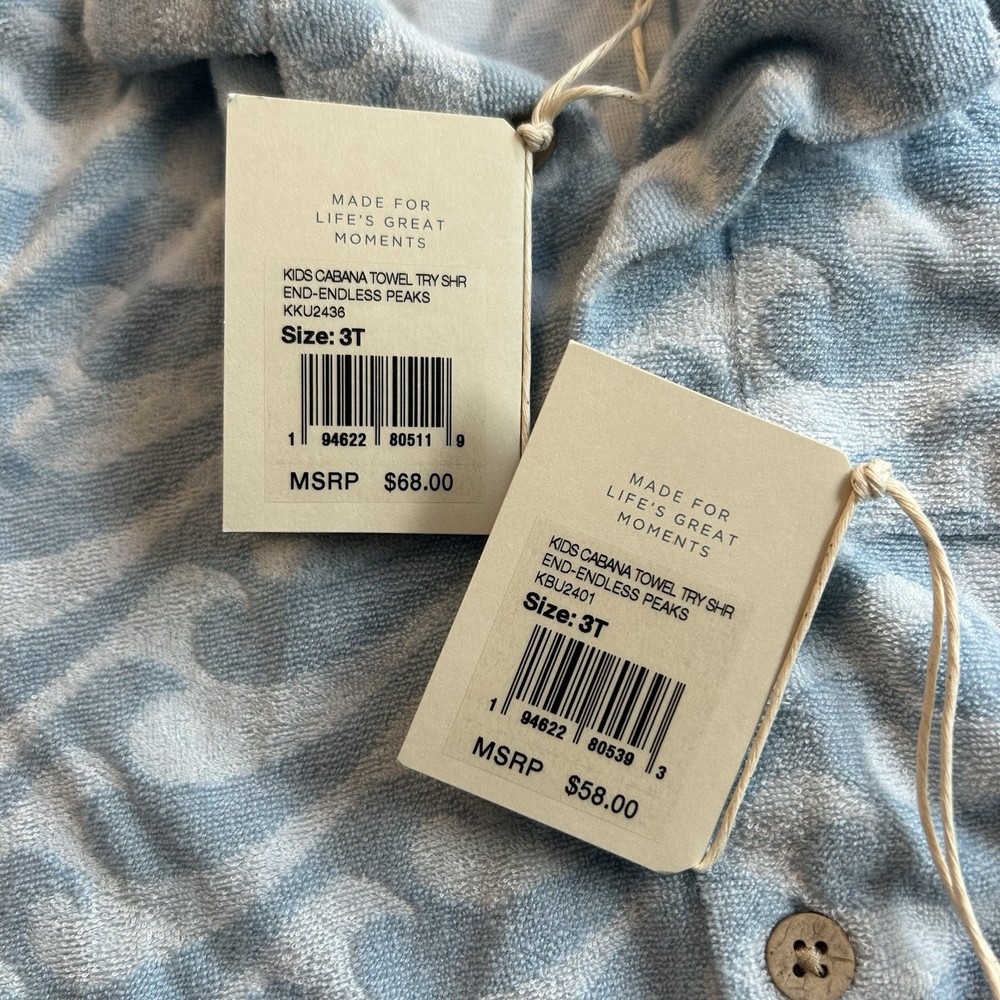 MADE FOR
LIFE'S GREAT
MOMENTS
KIDS CABANA TOWEL TRY SHR
END-ENDLESS PEAKS
KKU2436
Size: 3T
1 94622 80511 9
MSRP $68.00
MADE FOR
LIFE'S GREAT
MOMENTS
KIDS CABANA TOWEL TRY SHR
END-ENDLESS PEAKS
KBU2401
Size: 3T
1 94622 80539 3
MSRP $58.00